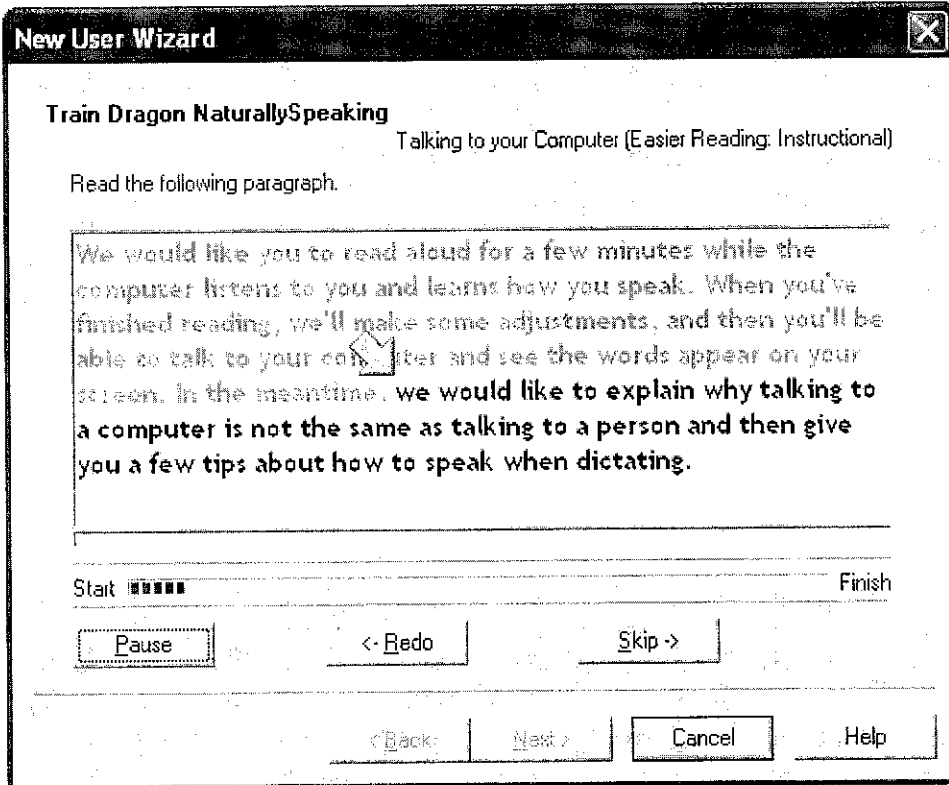 New User Wizard
Train Dragon NaturallySpeaking
Talking to your Computer (Easier Reading: Instructional)
Read the following paragraph.
We would like you to read aloud for a few minutes while the
computer listens to you and learns how you speak. When you've
finished reading, we'll make some adjustments, and then you'll be
able to talk to your computer and see the words appear on your
screen. In the meantime, we would like to explain why talking to
a computer is not the same as talking to a person and then give
you a few tips about how to speak when dictating.
Start Finish
Pause <- Redo Skip ->
< Back Next > Cancel Help